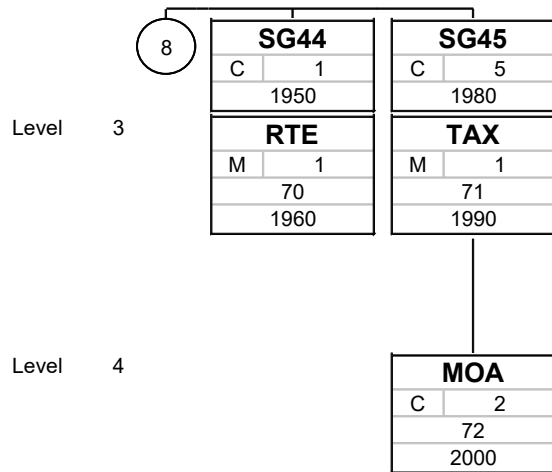 8
SG44 SG45
C 1 C 5
1950 1980
Level 3
RTE TAX
M 1 M 1
70 71
1960 1990
Level 4
MOA
C 2
72
2000